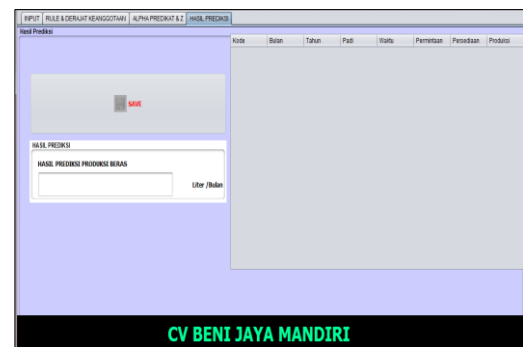 INPUT RULE & DERAJAT KEANGGOTAAN ALPHA PREDIKAT & Z HASIL PREDIKSI
Hasil Prediksi
Kode Bulan Tahun Padi Waktu Permintaan Persediaan Produksi
SAVE
HASIL PREDIKSI
HASIL PREDIKSI PRODUKSI BERAS
Liter /Bulan
CV BENI JAYA MANDIRI